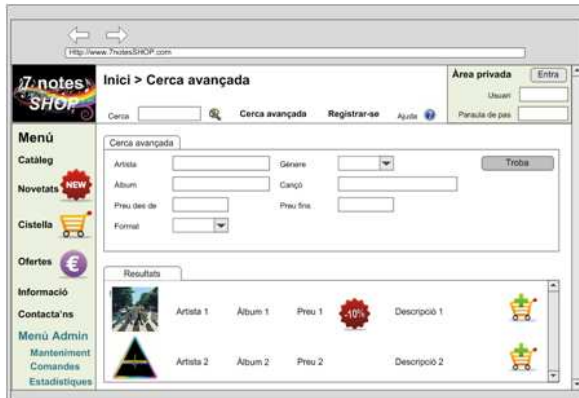 Http://www.7notesSHOP.com
7 notes
SHOP
Inici > Cerca avançada
Cerca
Cerca avançada
Registrar-se
Ajuda
?
Àrea privada
Entra
Usuari
Paraula de pas
Menú
Catàleg
Novetats
NEW
Cistella
Ofertes
€
Informació
Contacta'ns
Menú Admin
Manteniment
Comandes
Estadístiques
Cerca avançada
Artista
Gènere
Troba
Àlbum
Cançó
Preu des de
Preu fins
Format
Resultats
Artista 1
Àlbum 1
Preu 1
-10%
Descripció 1
Artista 2
Àlbum 2
Preu 2
Descripció 2